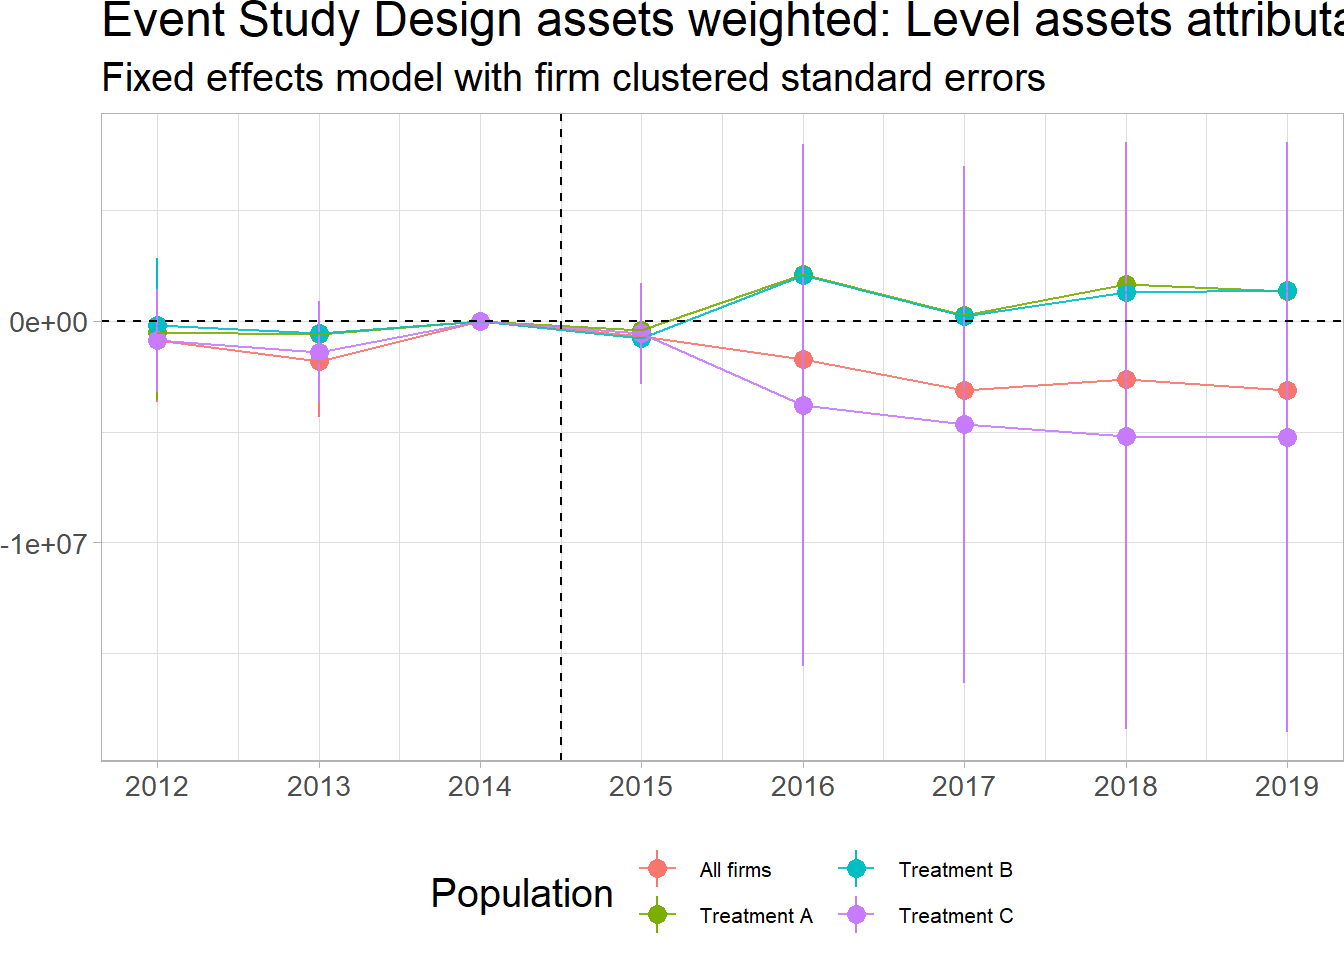 Event Study Design assets weighted: Level assets
Fixed effects model with firm clustered standard errors
0e+00
-1e+07
2012 2013 2014 2015 2016 2017 2018 2019
Population
All firms
Treatment A
Treatment B
Treatment C